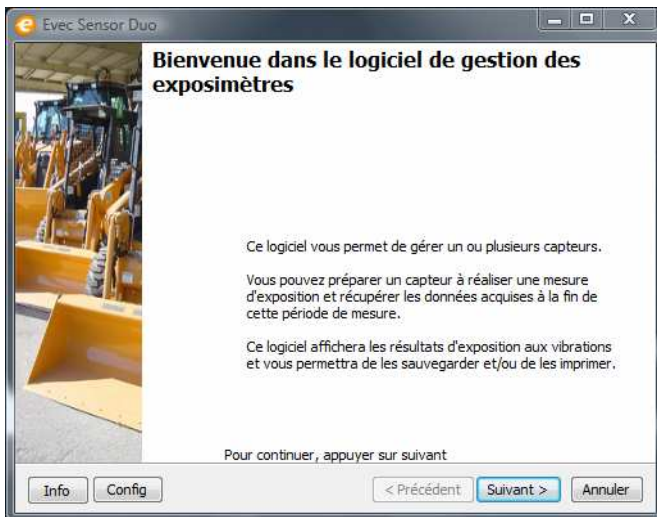 Evec Sensor Duo
Bienvenue dans le logiciel de gestion des
exposimètres
Ce logiciel vous permet de gérer un ou plusieurs capteurs.
Vous pouvez préparer un capteur à réaliser une mesure
d'exposition et récupérer les données acquises à la fin de
cette période de mesure.
Ce logiciel affichera les résultats d'exposition aux vibrations
et vous permettra de les sauvegarder et/ou de les imprimer.
Pour continuer, appuyer sur suivant
Info Config < Précédent Suivant > Annuler